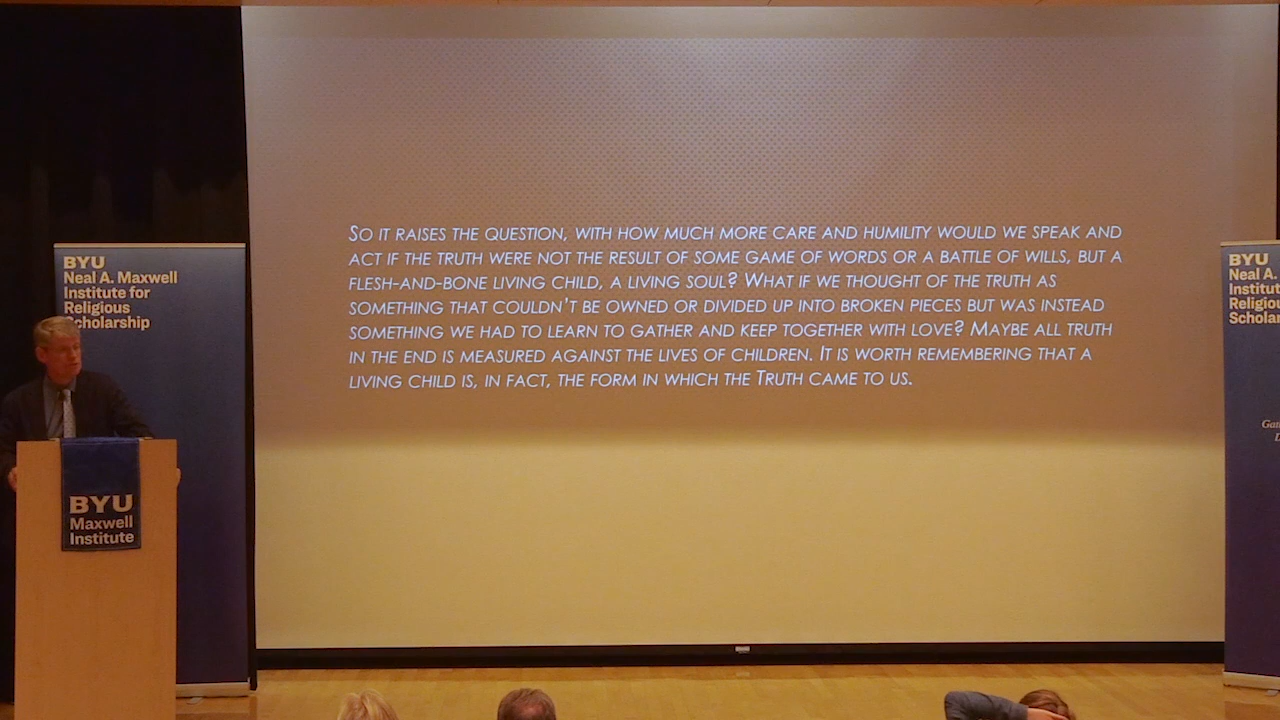 So it raises the question, with how much more care and humility would we speak and
act if the truth were not the result of some game of words or a battle of wills, but a
flesh-and-bone living child, a living soul? What if we thought of the truth as
something that couldn't be owned or divided up into broken pieces but was instead
something we had to learn to gather and keep together with love? Maybe all truth
in the end is measured against the lives of children. It is worth remembering that a
living child is, in fact, the form in which the Truth came to us.
BYU
Neal A. Maxwell
Institute for
Religious
Scholarship
BYU
Maxwell
Institute
BYU
Neal A.
Institut
Religio
Scholar